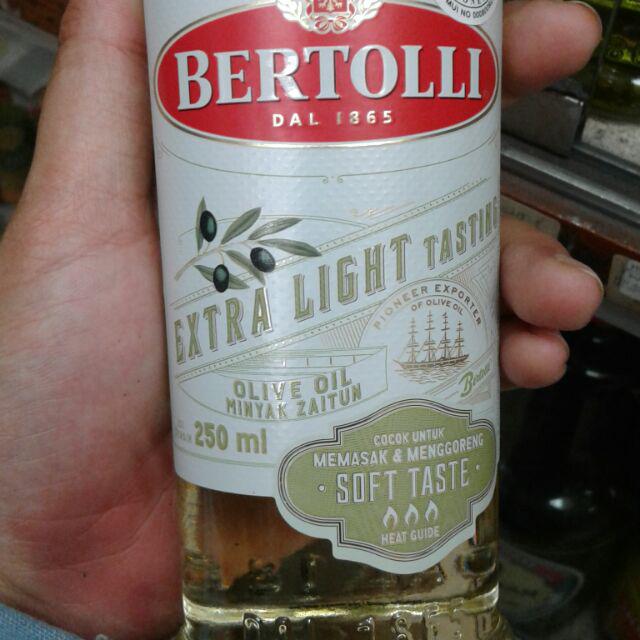 BERTOLLI
DAL 1865
EXTRA LIGHT TASTING
PIONEER EXPORTER
OF OLIVE OIL
OLIVE OIL
MINYAK ZAITUN
250 ml
COCOK UNTUK
MEMASAK & MENGGORENG
SOFT TASTE
HEAT GUIDE